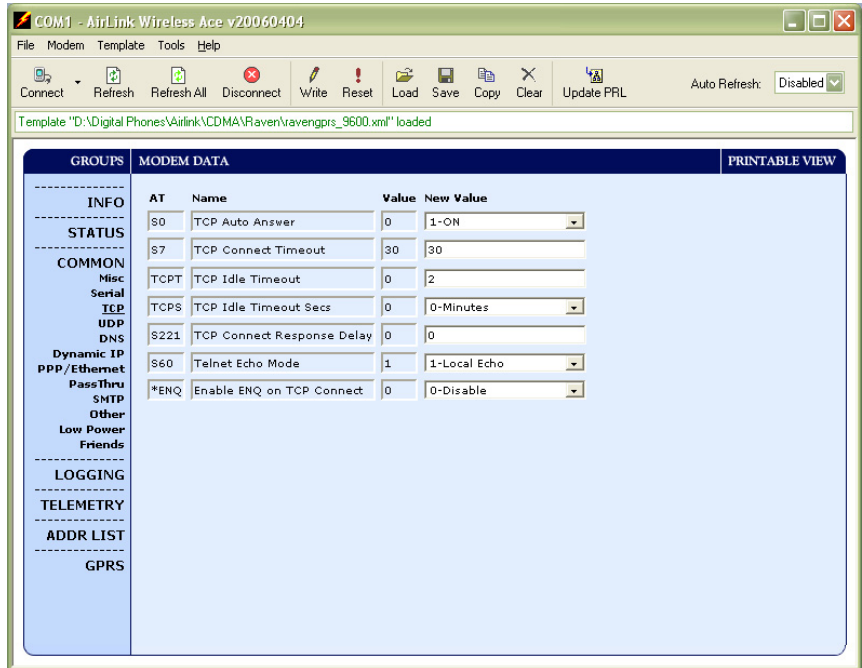 COM1 - AirLink Wireless Ace v20060404
File Modem Template Tools Help
Connect Refresh Refresh All Disconnect Write Reset Load Save Copy Clear Update PRL Auto Refresh: Disabled
Template "D:\Digital Phones\Airlink\CDMA\Raven\ravengprs_9600.xml" loaded
GROUPS MODEM DATA PRINTABLE VIEW
INFO
STATUS
COMMON
Misc
Serial
TCP
UDP
DNS
Dynamic IP
PPP/Ethernet
PassThru
SMTP
Other
Low Power
Friends
LOGGING
TELEMETRY
ADDR LIST
GPRS
AT Name Value New Value
S0 TCP Auto Answer 0 1-ON
S7 TCP Connect Timeout 30 30
TCPT TCP Idle Timeout 0 2
TCPS TCP Idle Timeout Secs 0 0-Minutes
S221 TCP Connect Response Delay 0 0
S60 Telnet Echo Mode 1 1-Local Echo
*ENQ Enable ENQ on TCP Connect 0 0-Disable